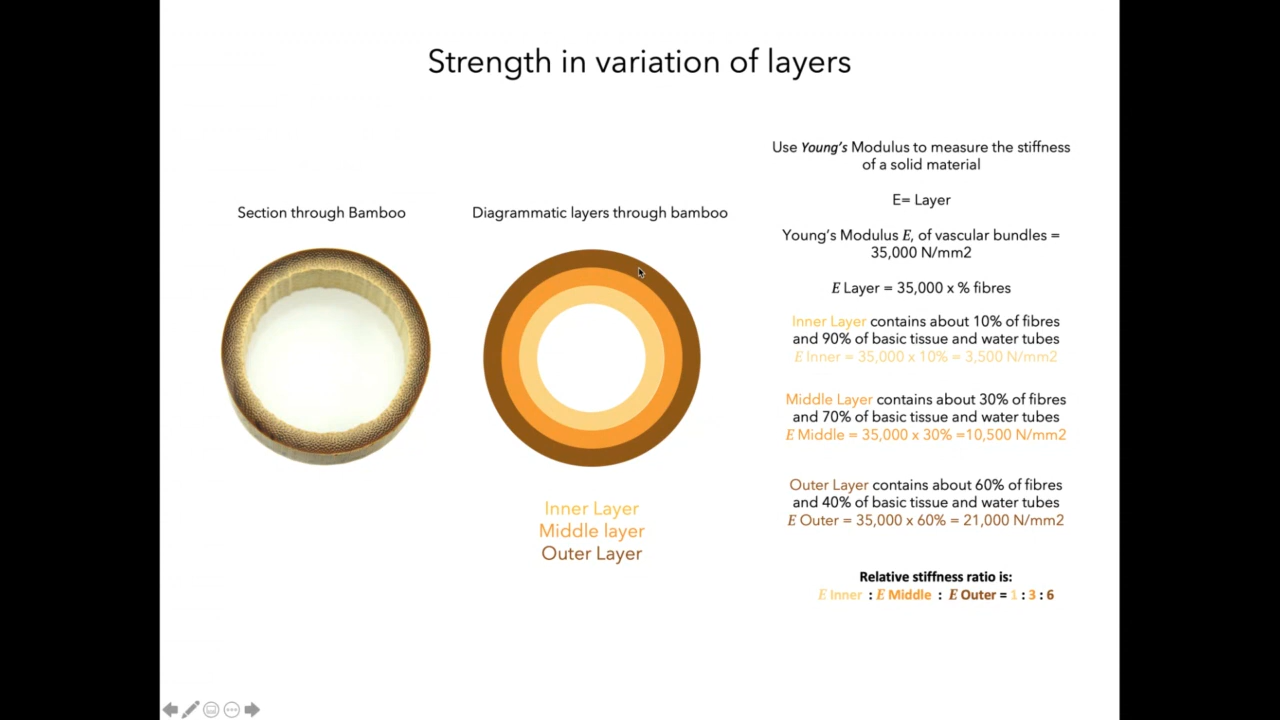 Strength in variation of layers
Section through Bamboo
Diagrammatic layers through bamboo
Inner Layer
Middle layer
Outer Layer
Use Young's Modulus to measure the stiffness
of a solid material
E= Layer
Young's Modulus E, of vascular bundles =
35,000 N/mm2
E Layer = 35,000 x % fibres
Inner Layer contains about 10% of fibres
and 90% of basic tissue and water tubes
E Inner = 35,000 x 10% = 3,500 N/mm2
Middle Layer contains about 30% of fibres
and 70% of basic tissue and water tubes
E Middle = 35,000 x 30% =10,500 N/mm2
Outer Layer contains about 60% of fibres
and 40% of basic tissue and water tubes
E Outer = 35,000 x 60% = 21,000 N/mm2
Relative stiffness ratio is:
E Inner : E Middle : E Outer = 1 : 3 : 6